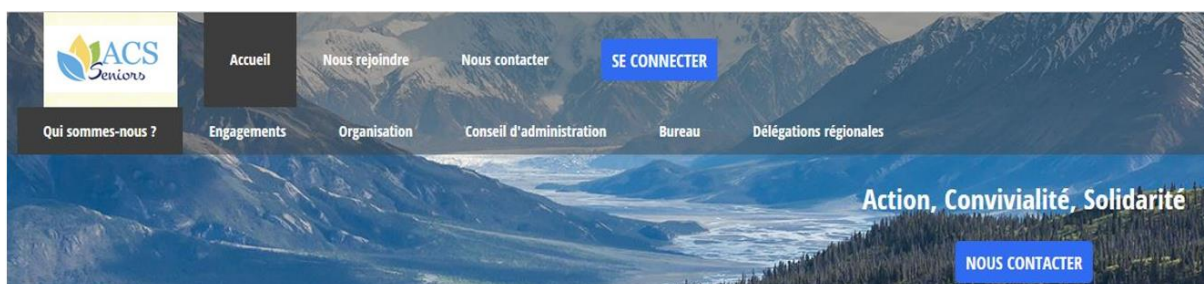 ACS
Seniors
Accueil
Nous rejoindre
Nous contacter
SE CONNECTER
Qui sommes-nous ?
Engagements
Organisation
Conseil d'administration
Bureau
Délégations régionales
Action, Convivialité, Solidarité
NOUS CONTACTER